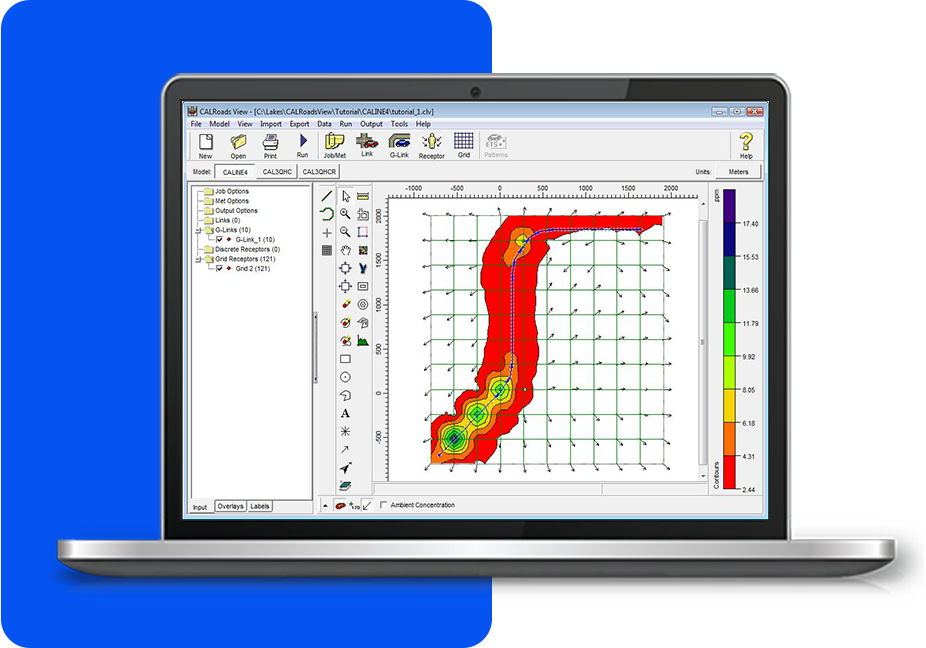 CALRoads View - [C:\Lakes\CALRoadsView\Tutorial\CALINE4\tutorial_1.clv]
File Model View Import Export Data Run Output Tools Help
New Open Print Run Job/Met Link G-Link Receptor Grid Patterns Help
Model: CALINE4 CAL3QHC CAL3QHCR Units: Meters
Job Options
Met Options
Output Options
Links (0)
G-Links (10)
G-Link_1 (10)
Discrete Receptors (0)
Grid Receptors (121)
Grid 2 (121)
A
-1000 -500 0 500 1000 1500 2000
2000
1500
1000
500
0
-500
ppm
17.40
15.53
13.66
11.79
9.92
8.05
6.18
4.31
2.44
Contours
Input Overlays Labels
Ambient Concentration